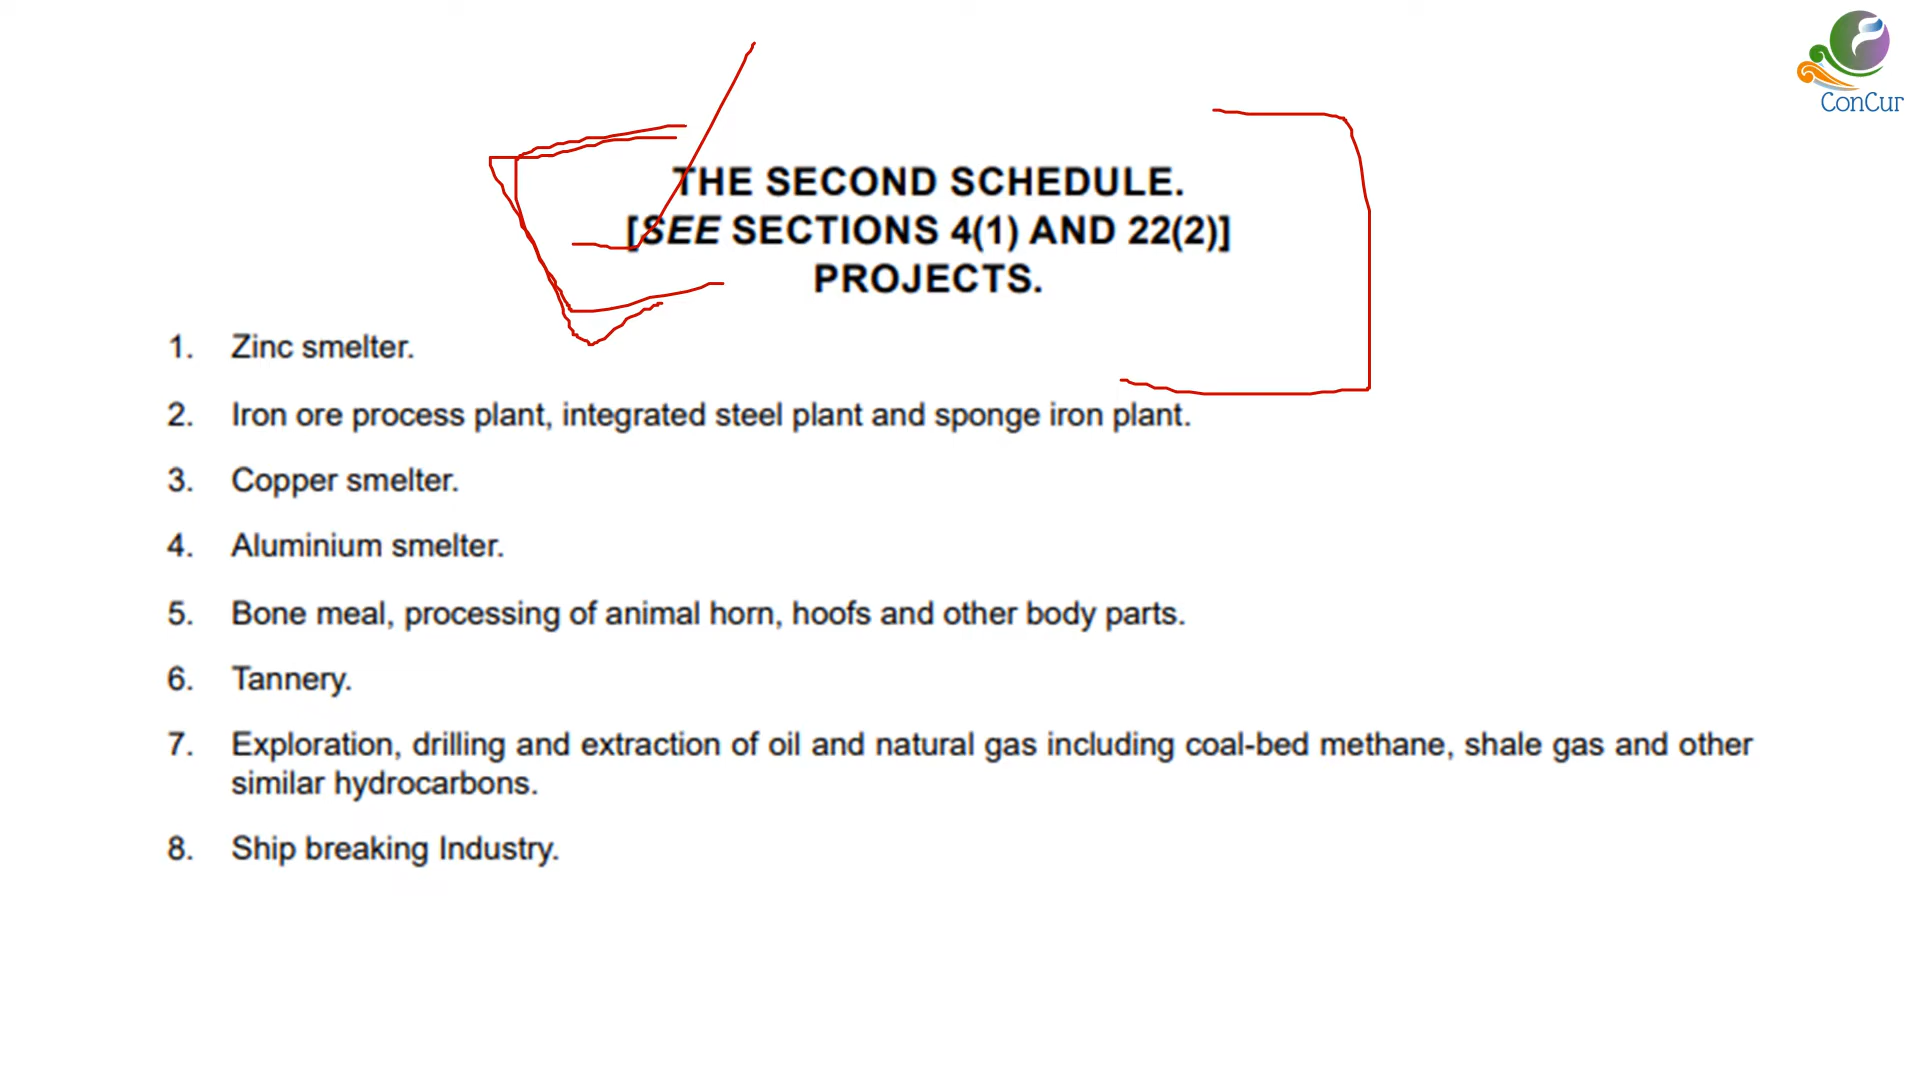 ConCur
THE SECOND SCHEDULE.
[SEE SECTIONS 4(1) AND 22(2)]
PROJECTS.
1. Zinc smelter.
2. Iron ore process plant, integrated steel plant and sponge iron plant.
3. Copper smelter.
4. Aluminium smelter.
5. Bone meal, processing of animal horn, hoofs and other body parts.
6. Tannery.
7. Exploration, drilling and extraction of oil and natural gas including coal-bed methane, shale gas and other
similar hydrocarbons.
8. Ship breaking Industry.